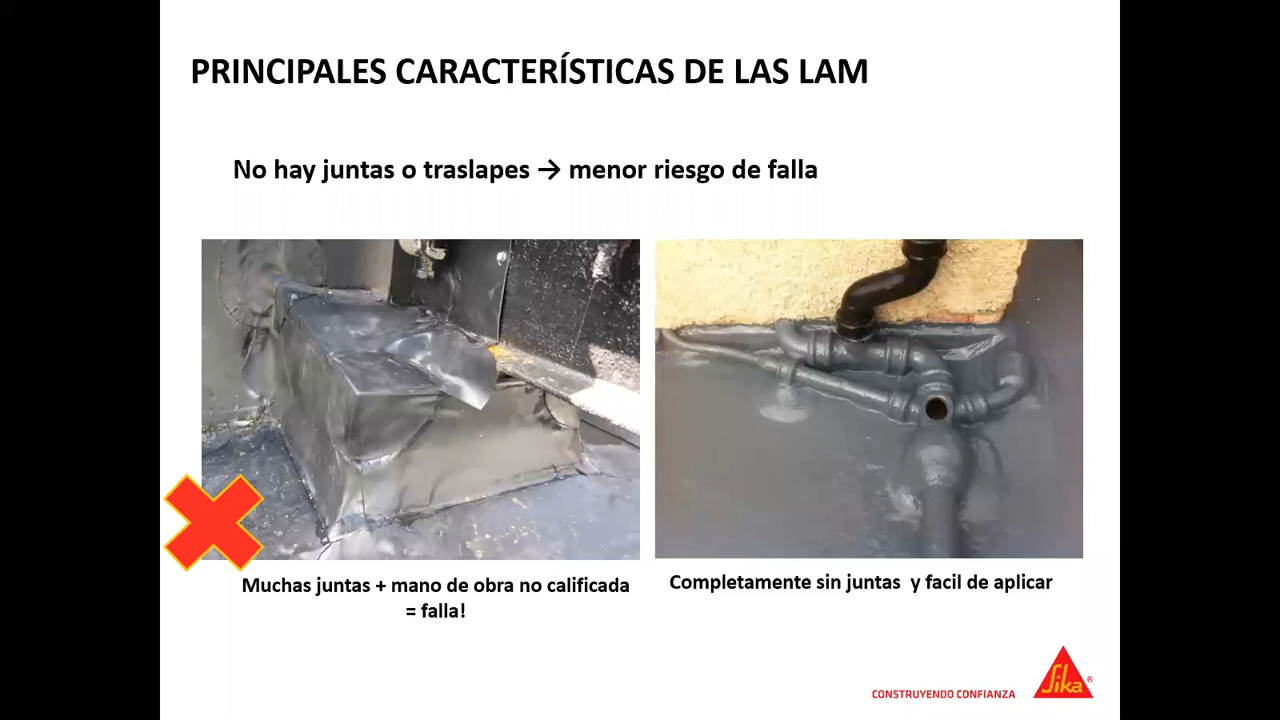 PRINCIPALES CARACTERÍSTICAS DE LAS LAM
No hay juntas o traslapes → menor riesgo de falla
Muchas juntas + mano de obra no calificada
= falla!
Completamente sin juntas y facil de aplicar
CONSTRUYENDO CONFIANZA
Sika®